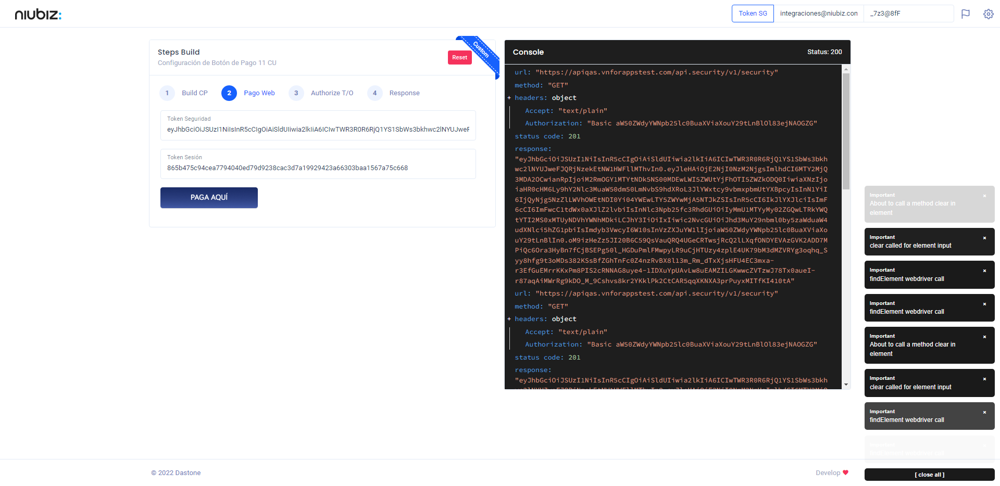 niubiz:
Token SG
integraciones@niubiz.con
_7z3@8fF
Steps Build
Configuración de Botón de Pago 11 CU
Reset
Custom
1 Build CP
2 Pago Web
3 Authorize T/O
4 Response
Token Seguridad
eyJhbGciOiJSUzI1NiIsInR5cCIgOiAiSldUIiwia2lkIiA6ICIwTWR3R0R6RjQ1YS1SbWs3bkhwc2lNYUJweF
Token Sesión
865b475c94cea7794040ed79d9238cac3d7a19929423a66303baa1567a75c668
PAGA AQUÍ
Console
Status: 200
url: "https://apiqas.vnforappstest.com/api.security/v1/security"
method: "GET"
+ headers: object
Accept: "text/plain"
Authorization: "Basic aW50ZWdyYWNpb25lc0BuaXViaXouY29tLnBlOl83ejNAOGZG"
status code: 201
response:
"eyJhbGciOiJSUzI1NiIsInR5cCIgOiAiSldUIiwia2lkIiA6ICIwTWR3R0R6RjQ1YS1SbWs3bkh
wc2lNYUJweFJQRjNzekEtNW1HWFllMThvIn0.eyJleHAiOjE2NjI0NzM2NjgsImlhdCI6MTY2MjQ
3MDA2OCwianRpIjoiM2RmOGY1MTYtNDk5NS00MDEwLWI5ZWUtYjFhOTI5ZWZkODQ0IiwiaXNzIjo
iaHR0cHM6Ly9hY2Nlc3MuaW50dm50LmNvbS9hdXRoL3JlYWxtcy9vbmxpbmUtYXBpcyIsInN1YiI
6IjQyNjg5NzZlLWVhOWEtNDI0Yi04YWEwLTY5ZWYwMjA5NTJkZSIsInR5cCI6IkJlYXJlciIsImF
6cCI6ImFwcC1tdWx0aXJlZ2lvbiIsInNlc3Npb25fc3RhdGUiOiIyMmU1MTYyMy02ZGQwLTRkYWQ
tYTI2MS0xMTUyNDVhYWNhMDkiLCJhY3IiOiIxIiwic2NvcGUiOiJhd3MuY29nbml0by5zaWduaW4
udXNlci5hZG1pbiIsImdyb3VwcyI6W10sInVzZXJuYW1lIjoiaW50ZWdyYWNpb25lc0BuaXViaXo
uY29tLnBlIn0.oM9izHeZz5JI20B6C59QsVauQRQ4UGeCRTwsjRcQ2lLXqfONDYEVAzGVK2ADD7M
PiQc6Ora3HyBn7fCjBSEPg50l_HGDuPmlFMwpyLR9uCjHTUzy4zplE4UK79bM3dMZVRYg3oqhq_S
yy8hfg9t3oMDs382KSsBfZGhTnFc0Z4nzRvBX8l13m_Rm_dTxXjsHFU4EC3mxa-
r3EfGuEMrrKKxPm8PIS2cRNNAG8uye4-1IDXuYpUAvLw8uEAMZILGKwwcZVTzwJ78Tx0aueI-
r87aqAiMWrRg9kDO_M_9Cshvs8kr2YKklPk2CtCAR5qqXKNXA3prPuyxMITfKI410tA"
url: "https://apiqas.vnforappstest.com/api.security/v1/security"
method: "GET"
+ headers: object
Accept: "text/plain"
Authorization: "Basic aW50ZWdyYWNpb25lc0BuaXViaXouY29tLnBlOl83ejNAOGZG"
status code: 201
response:
"eyJhbGciOiJSUzI1NiIsInR5cCIgOiAiSldUIiwia2lkIiA6ICIwTWR3R0R6RjQ1YS1SbWs3bkh
Important
About to call a method clear in
element
Important
clear called for element input
Important
findElement webdriver call
Important
findElement webdriver call
Important
About to call a method clear in
element
Important
clear called for element input
Important
findElement webdriver call
Important
findElement webdriver call
[ close all ]
© 2022 Dastone
Develop